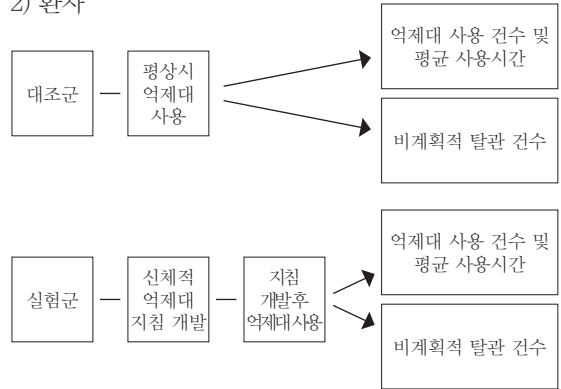 2) 환자
대조군
평상시
억제대
사용
억제대 사용 건수 및
평균 사용시간
비계획적 탈관 건수
실험군
신체적
억제대
지침 개발
지침
개발후
억제대사용
억제대 사용 건수 및
평균 사용시간
비계획적 탈관 건수